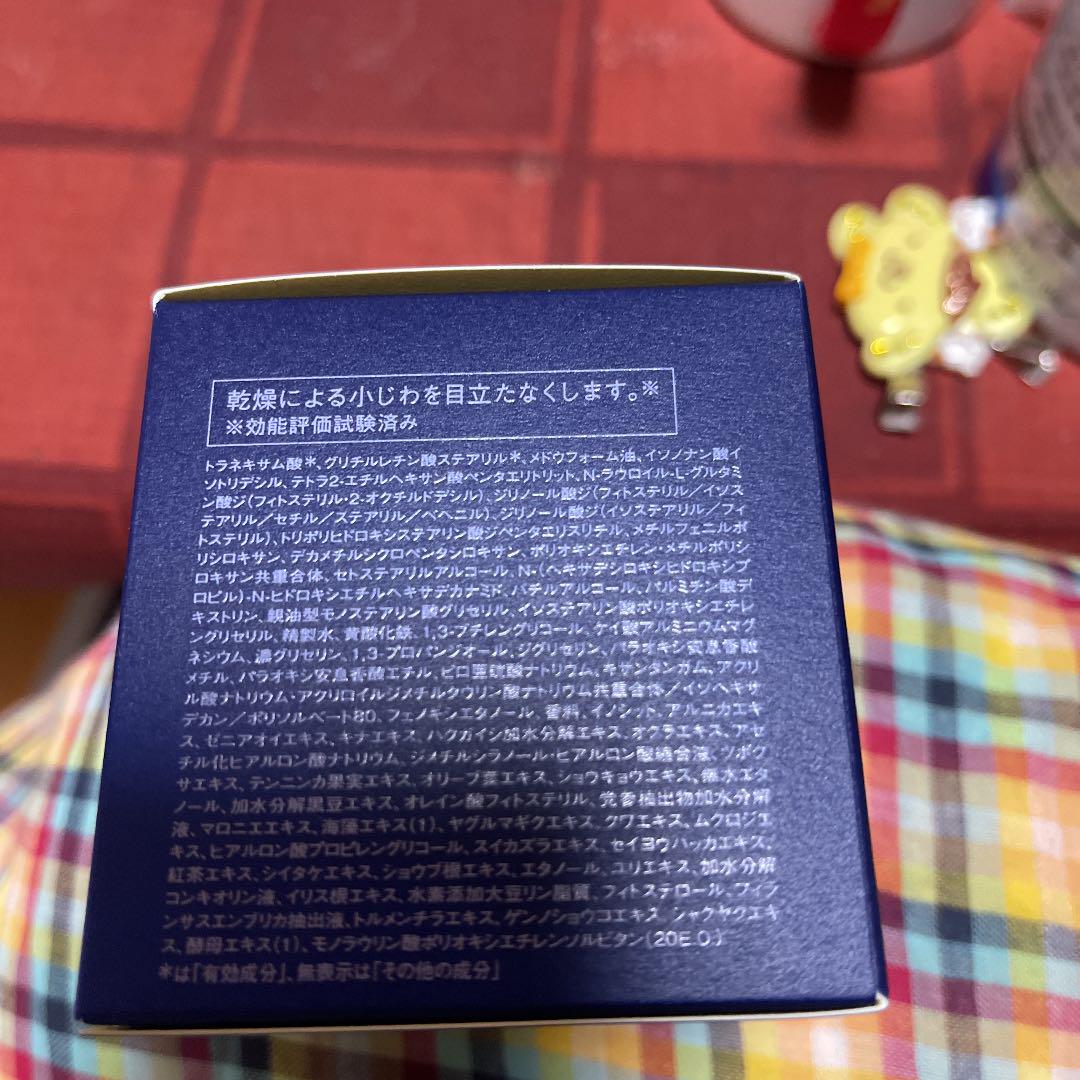 乾燥による小じわを目立たなくします。※
※効能評価試験済み
トラネキサム酸＊、グリチルレチン酸ステアリル＊、メドウフォーム油、イソノナン酸イ
ソトリデシル、テトラ2-エチルヘキサン酸ペンタエリトリット、N-ラウロイル-L-グルタミ
ン酸ジ(フィトステリル・2-オクチルドデシル)、ジリノール酸ジ(フィトステリル／イソス
テアリル／セチル／ステアリル／ベヘニル)、ジリノール酸ジ(イソステアリル／フィ
トステリル)、トリポリヒドロキシステアリン酸ジペンタエリスリチル、メチルフェニルポ
リシロキサン、デカメチルシクロペンタシロキサン、ポリオキシエチレン・メチルポリシ
ロキサン共重合体、セトステアリルアルコール、N-(ヘキサデシロキシヒドロキシプ
ロピル)-N-ヒドロキシエチルヘキサデカナミド、バチルアルコール、パルミチン酸デ
キストリン、親油型モノステアリン酸グリセリル、イソステアリン酸ポリオキシエチレ
ングリセリル、精製水、黄酸化鉄、1,3-ブチレングリコール、ケイ酸アルミニウムマグ
ネシウム、濃グリセリン、1,3-プロパンジオール、ジグリセリン、パラオキシ安息香酸
メチル、パラオキシ安息香酸エチル、ピロ亜硫酸ナトリウム、キサンタンガム、アクリ
ル酸ナトリウム・アクリロイルジメチルタウリン酸ナトリウム共重合体／イソヘキサ
デカン／ポリソルベート80、フェノキシエタノール、香料、イノシット、アルニカエキ
ス、ゼニアオイエキス、キナエキス、ハクガイシ加水分解エキス、オクラエキス、アセ
チル化ヒアルロン酸ナトリウム、ジメチルシラノール・ヒアルロン酸縮合液、ツボク
サエキス、テンニンカ果実エキス、オリーブ葉エキス、ショウキョウエキス、無水エタ
ノール、加水分解黒豆エキス、オレイン酸フィトステリル、党参抽出物加水分解
液、マロニエエキス、海藻エキス(1)、ヤグルマギクエキス、クワエキス、ムクロジエ
キス、ヒアルロン酸プロピレングリコール、スイカズラエキス、セイヨウハッカエキス、
紅茶エキス、シイタケエキス、ショウブ根エキス、エタノール、ユリエキス、加水分解
コンキオリン液、イリス根エキス、水素添加大豆リン脂質、フィトステロール、フィラ
ンサスエンブリカ抽出液、トルメンチラエキス、ゲンノショウコエキス、シャクヤクエキ
ス、酵母エキス(1)、モノラウリン酸ポリオキシエチレンソルビタン(20E.O.)
＊は「有効成分」、無表示は「その他の成分」